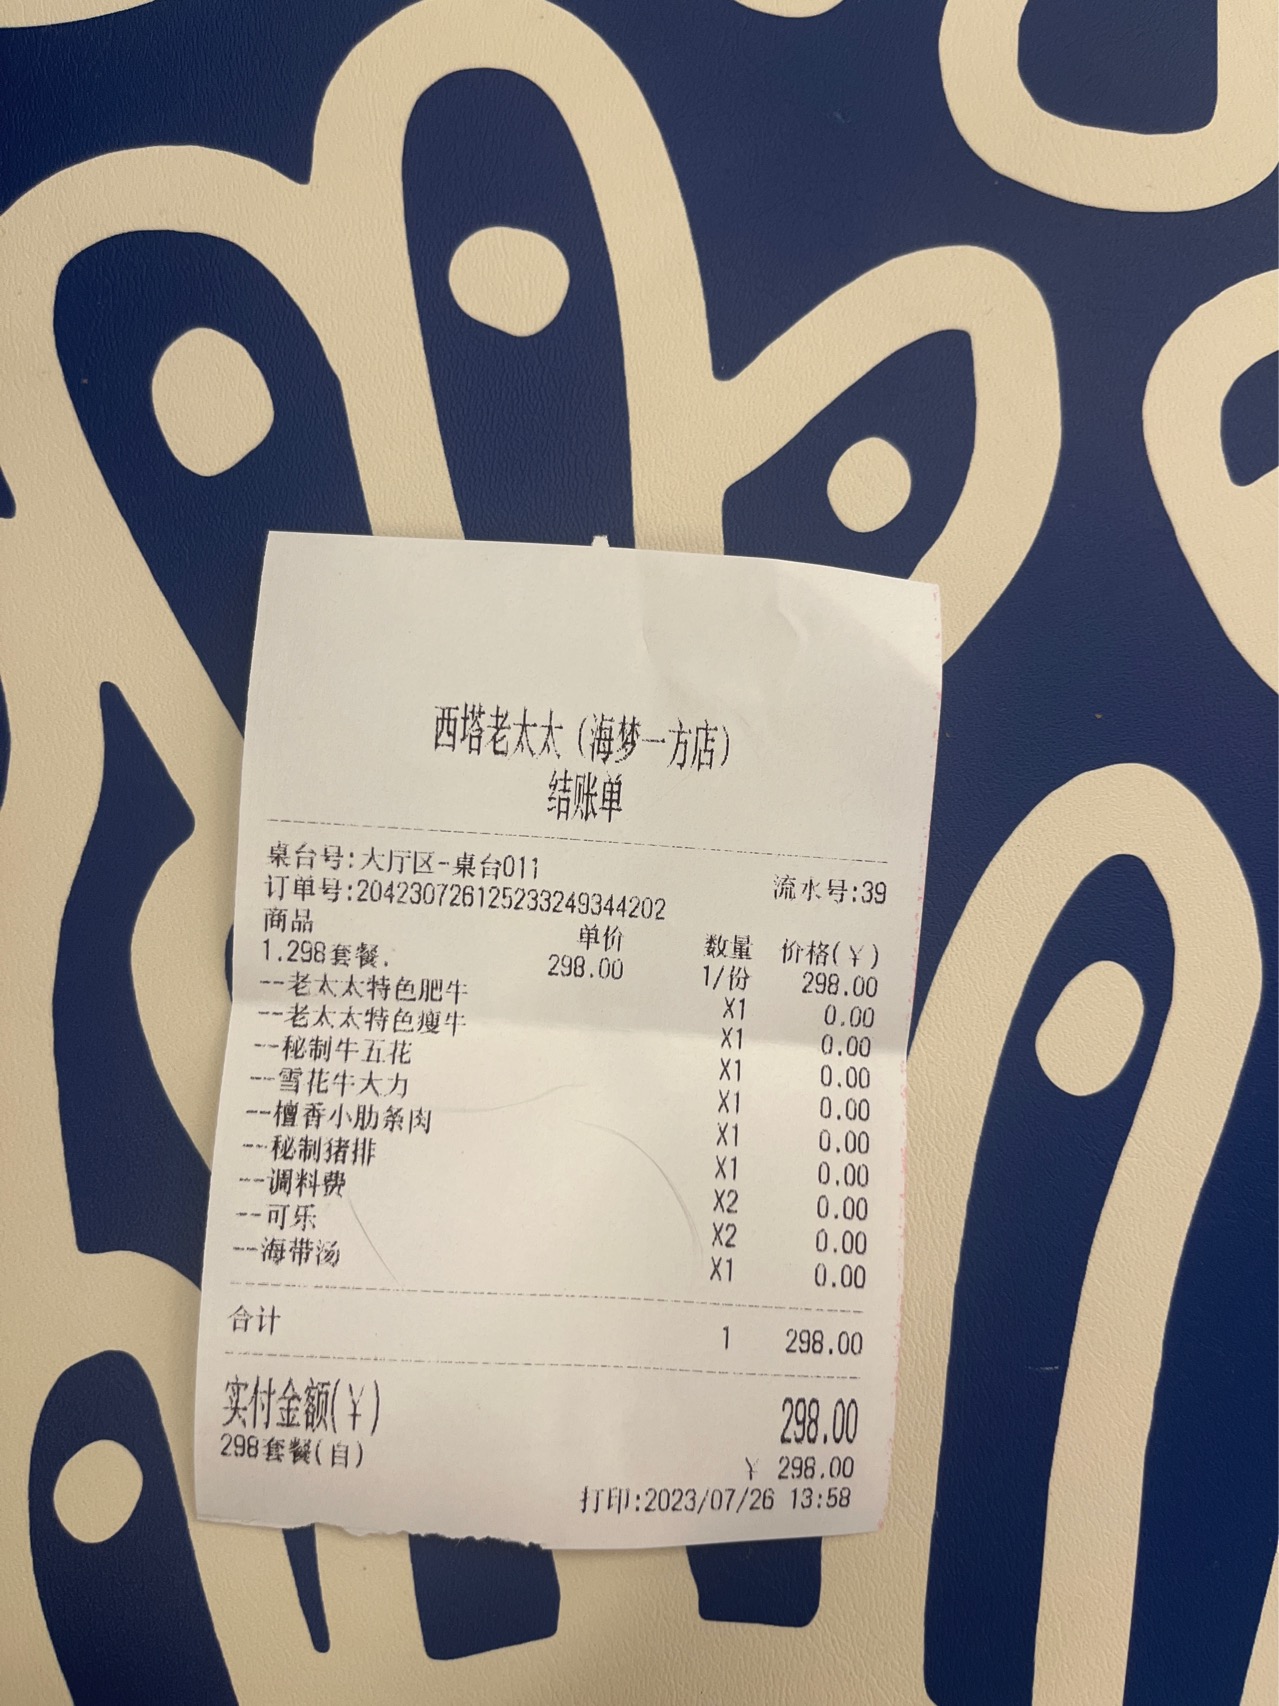 西塔老太太（海梦一方店）
结账单
桌台号:大厅区-桌台011
流水号:39
订单号:204230726125233249344202
商品 单价 数量 价格(¥)
1.298套餐. 298.00 1/份 298.00
--老太太特色肥牛 X1 0.00
--老太太特色瘦牛 X1 0.00
--秘制牛五花 X1 0.00
--雪花牛大力 X1 0.00
--檀香小肋条肉 X1 0.00
--秘制猪排 X1 0.00
--调料费 X2 0.00
--可乐 X2 0.00
--海带汤 X1 0.00
合计 1 298.00
实付金额(¥) 298.00
298套餐(自) ¥ 298.00
打印:2023/07/26 13:58